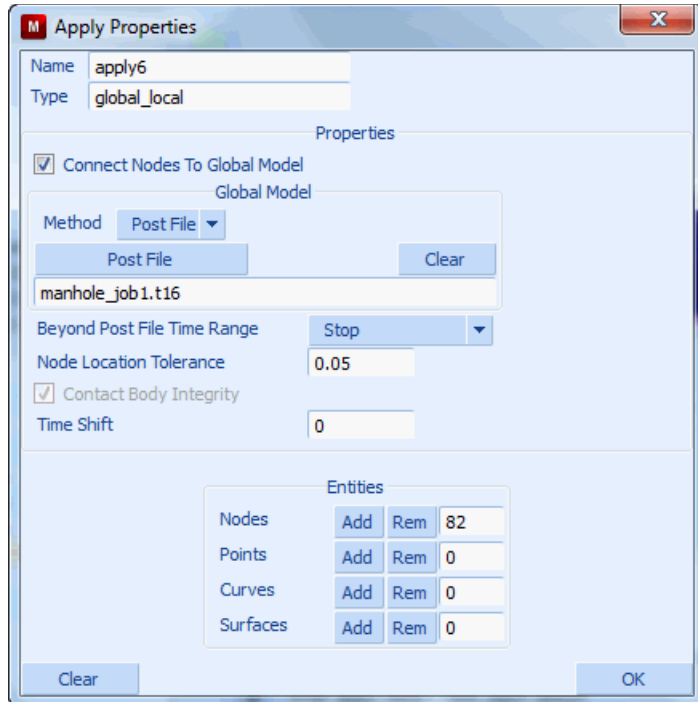 M Apply Properties
Name apply6
Type global_local
Properties
Connect Nodes To Global Model
Global Model
Method Post File
Post File Clear
manhole_job1.t16
Beyond Post File Time Range Stop
Node Location Tolerance 0.05
Contact Body Integrity
Time Shift 0
Entities
Nodes Add Rem 82
Points Add Rem 0
Curves Add Rem 0
Surfaces Add Rem 0
Clear OK